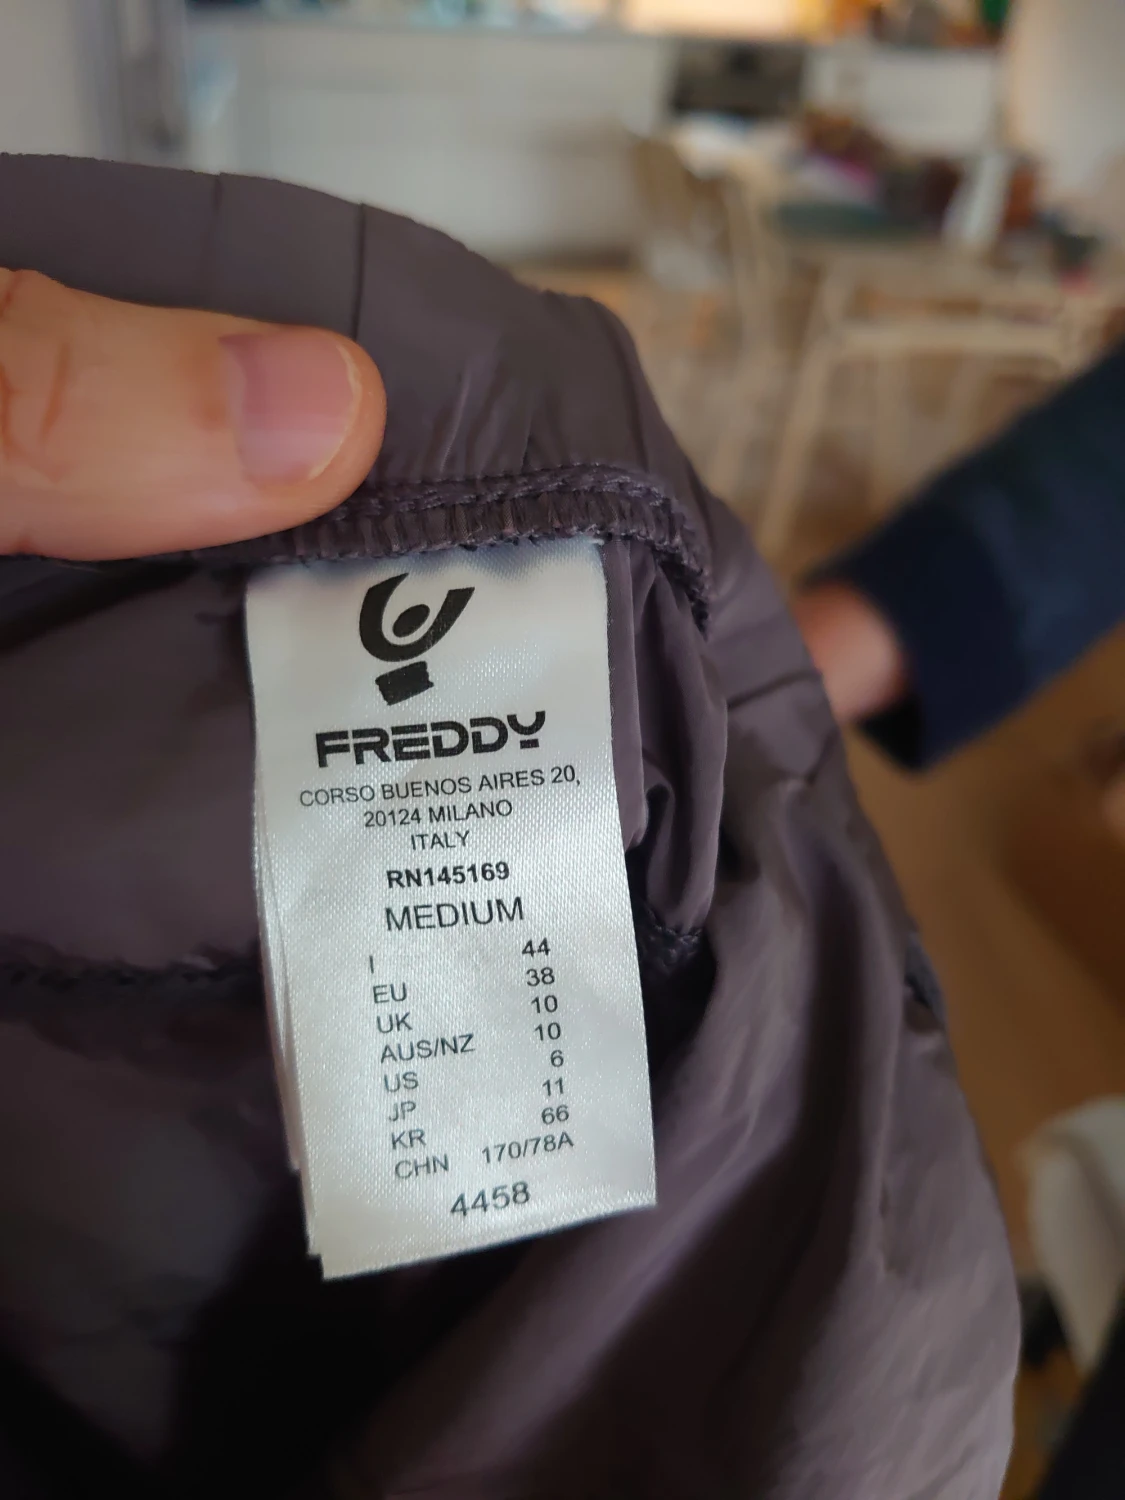 FREDDY
CORSO BUENOS AIRES 20,
20124 MILANO
ITALY
RN145169
MEDIUM
I 44
EU 38
UK 10
AUS/NZ 10
US 6
JP 11
KR 66
CHN 170/78A
4458